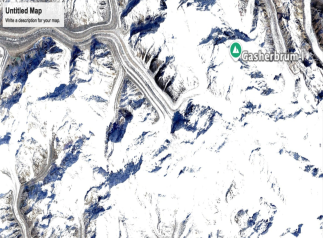 Untitled Map
Write a description for your map.
Gasherbrum I